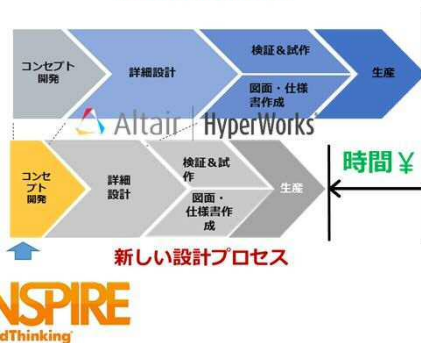 コンセプト
開発
詳細設計
検証&試作
図面・仕様
書作成
生産
Altair | HyperWorks
コンセ
プト
開発
詳細
設計
検証&試
作
図面・
仕様書作
成
生産
時間¥
新しい設計プロセス
NSPIRE
dThinking